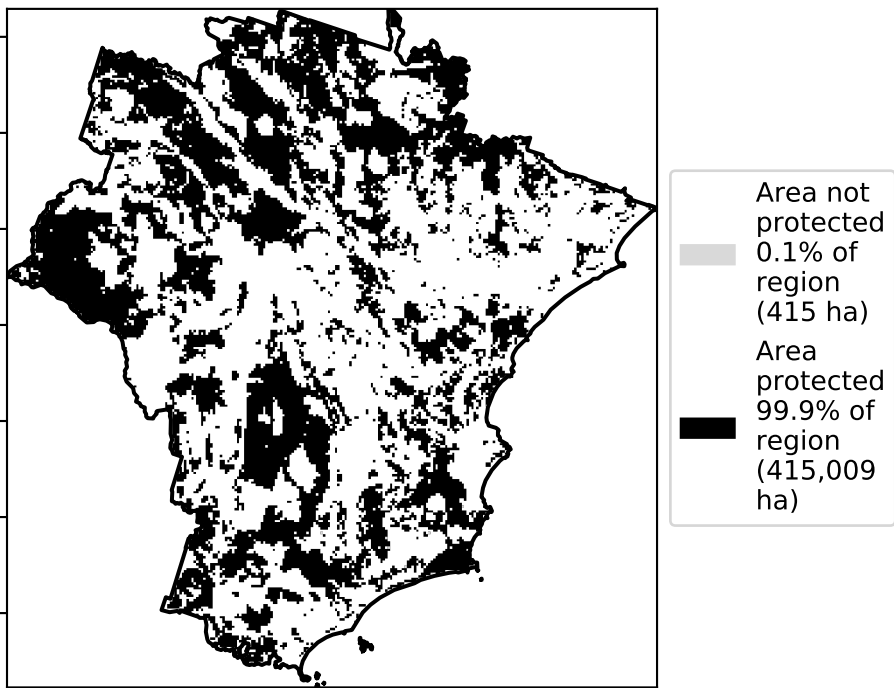 Area not
protected
0.1% of
region
(415 ha)
Area
protected
99.9% of
region
(415,009
ha)